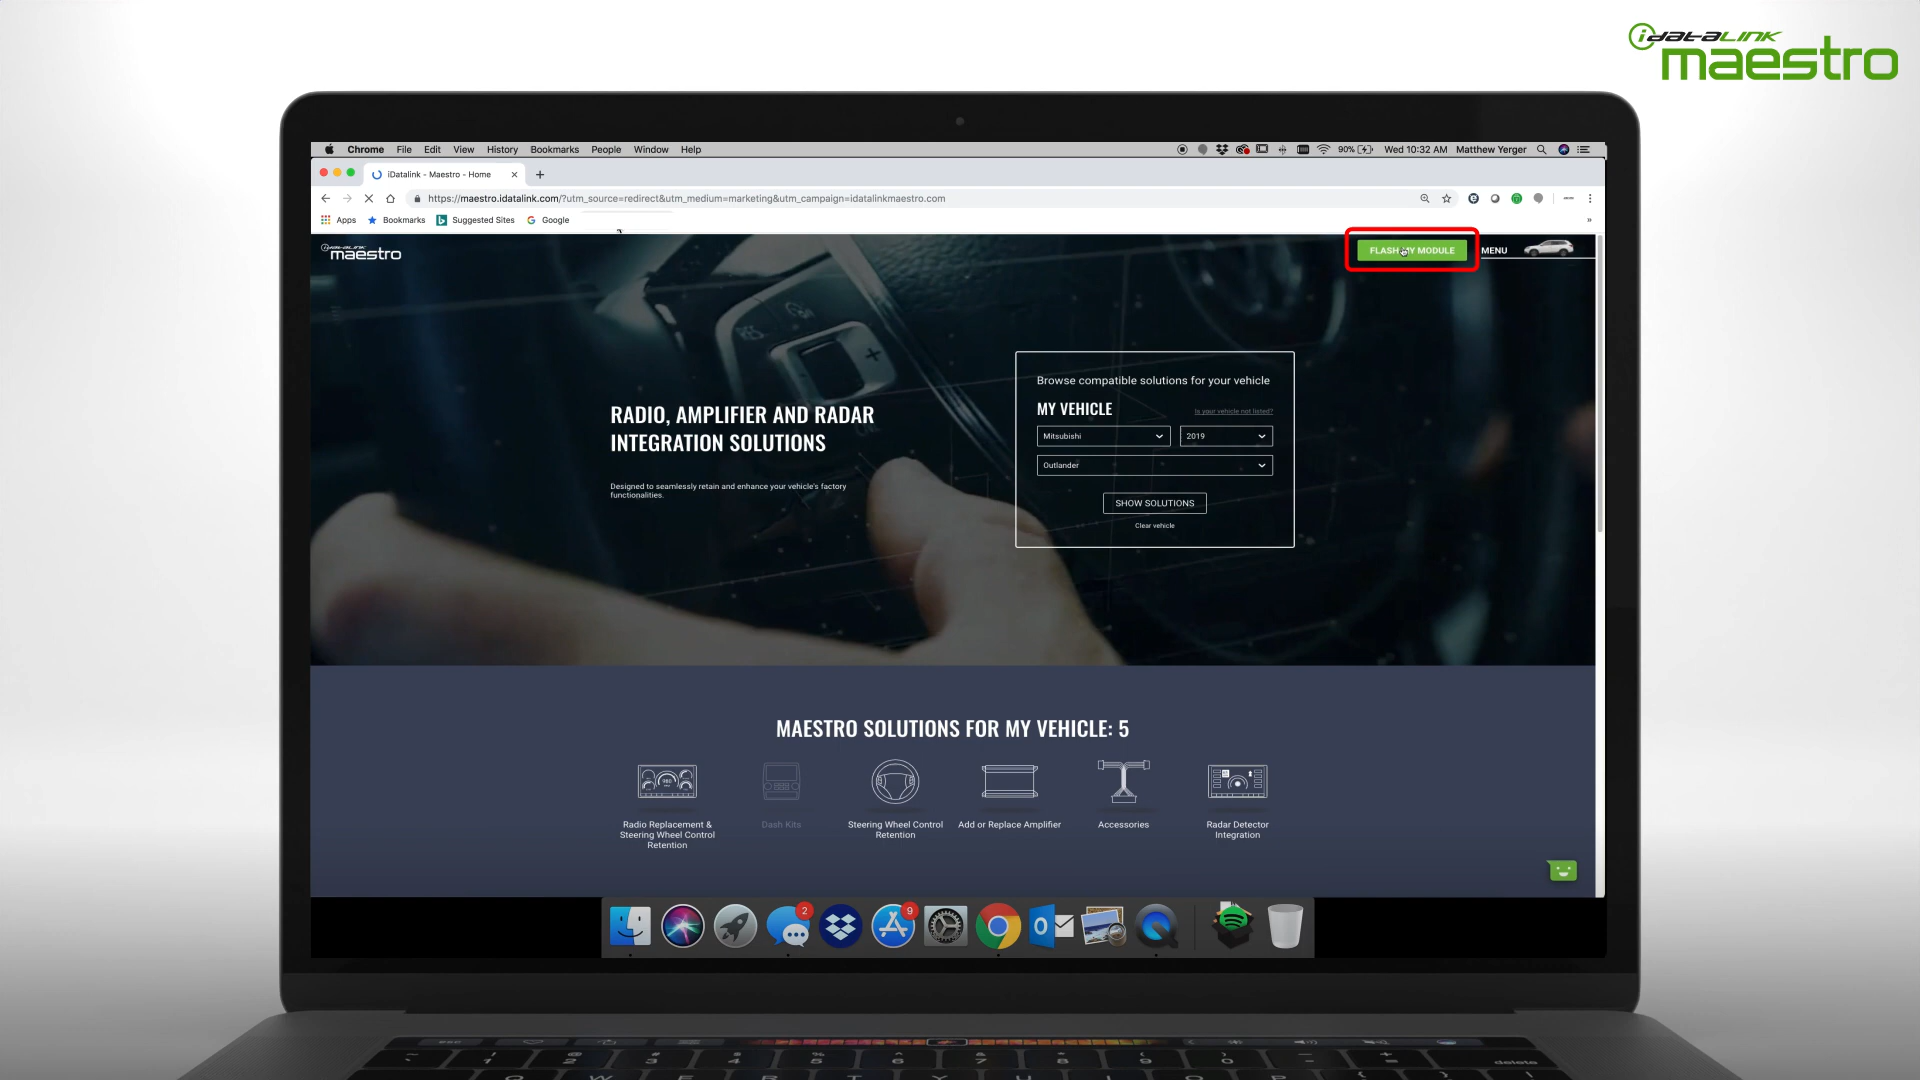 iDataLINK
maestro
Chrome File Edit View History Bookmarks People Window Help
90% Wed 10:32 AM Matthew Yerger
iDatalink - Maestro - Home
https://maestro.idatalink.com/?utm_source=redirect&utm_medium=marketing&utm_campaign=idatalinkmaestro.com
Apps Bookmarks Suggested Sites Google
iDataLINK
maestro
FLASH MY MODULE MENU
Browse compatible solutions for your vehicle
MY VEHICLE Is your vehicle not listed?
Mitsubishi 2019
Outlander
SHOW SOLUTIONS
Clear vehicle
RADIO, AMPLIFIER AND RADAR
INTEGRATION SOLUTIONS
Designed to seamlessly retain and enhance your vehicle's factory
functionalities.
MAESTRO SOLUTIONS FOR MY VEHICLE: 5
Radio Replacement &
Steering Wheel Control
Retention
Dash Kits
Steering Wheel Control
Retention
Add or Replace Amplifier
Accessories
Radar Detector
Integration
2
9
delete